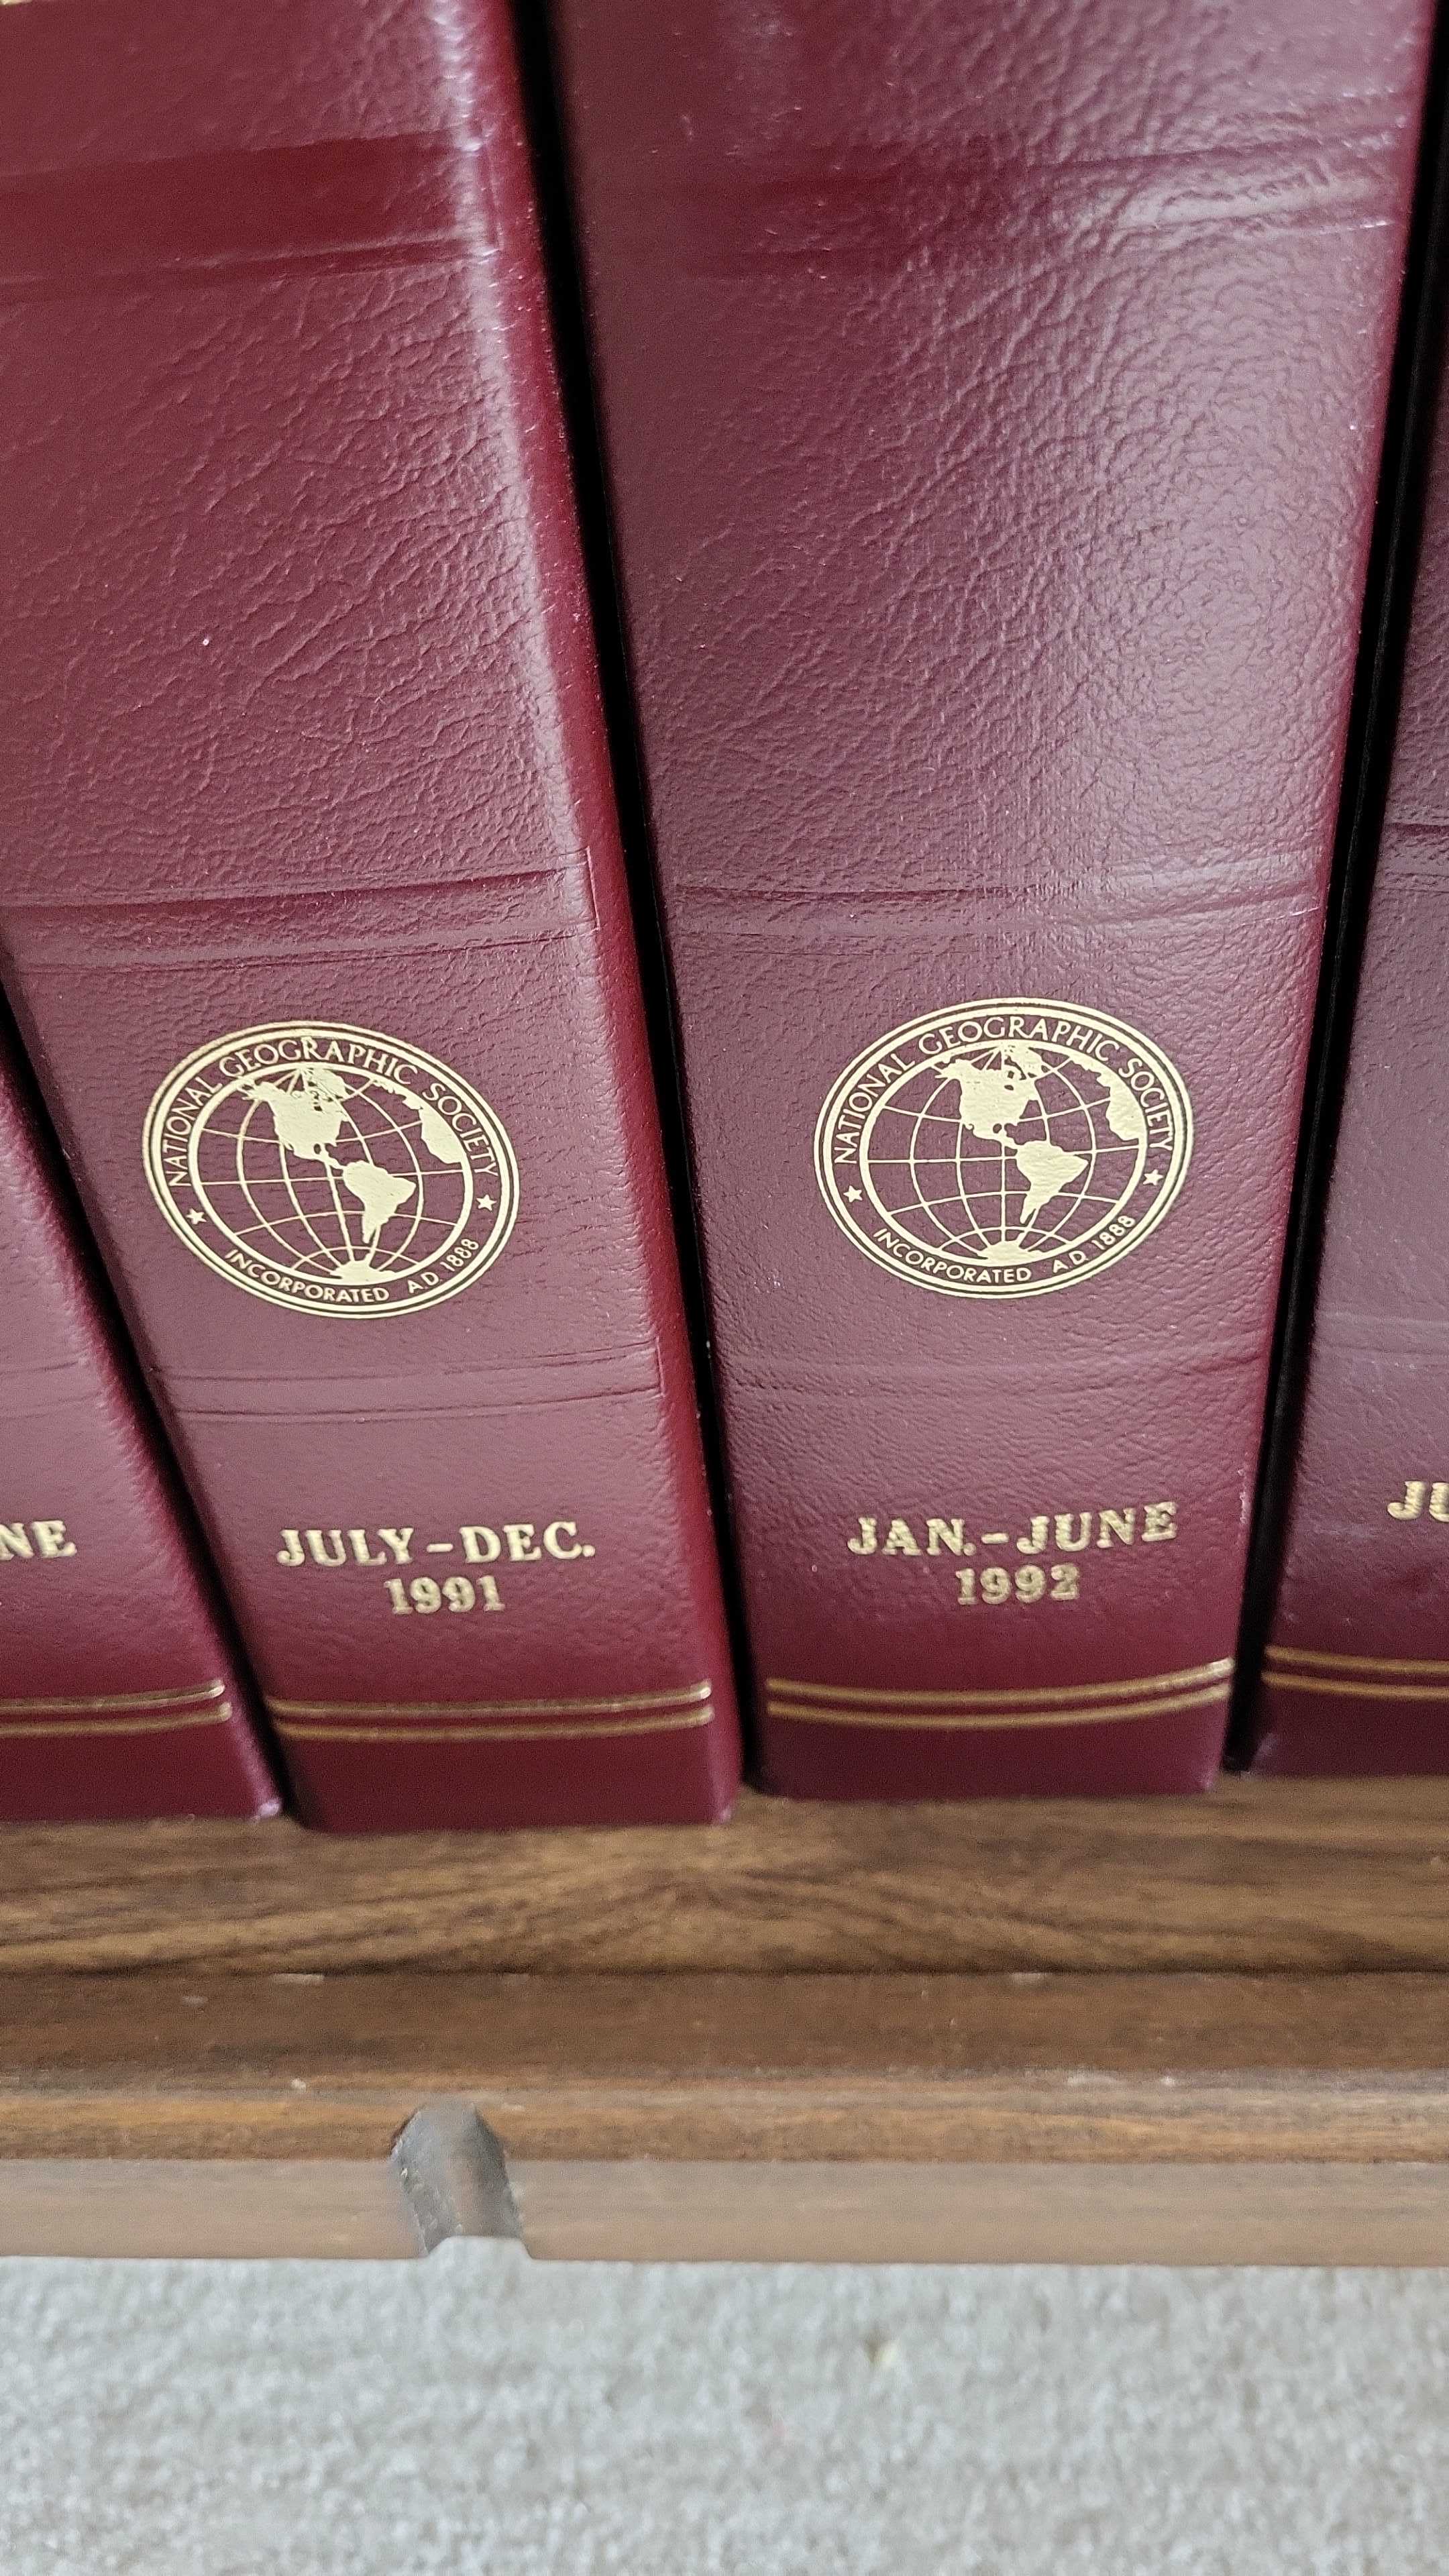 NATIONAL GEOGRAPHIC SOCIETY
INCORPORATED A.D. 1888
JULY-DEC.
1991
NATIONAL GEOGRAPHIC SOCIETY
INCORPORATED A.D. 1888
JAN.-JUNE
1992